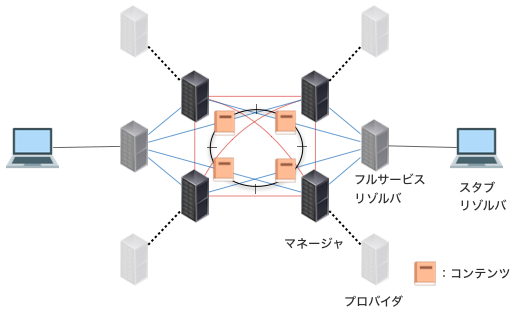 フルサービス
リゾルバ
スタブ
リゾルバ
マネージャ
：コンテンツ
プロバイダ